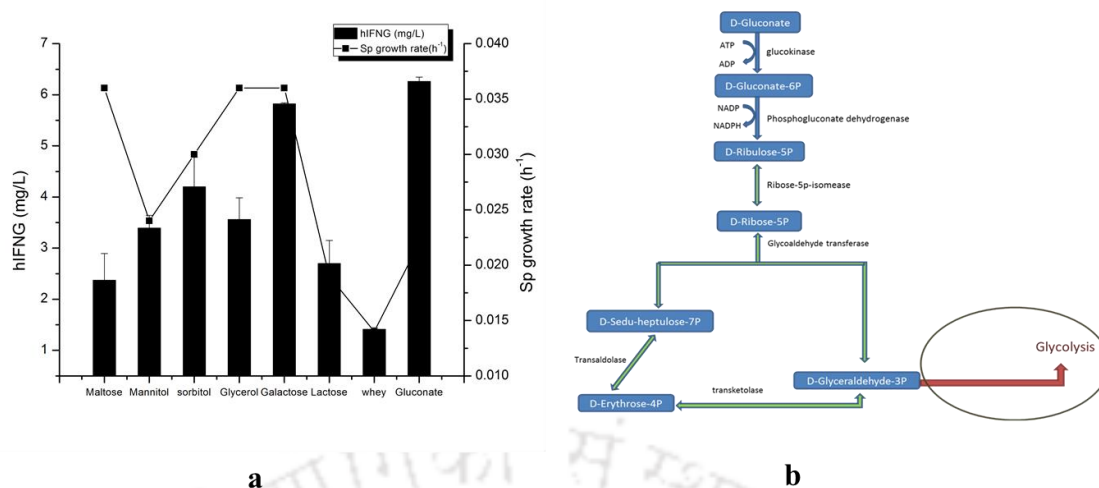 hIFNG (mg/L)
Sp growth rate(h⁻¹)
7
6
5
4
3
2
1
hIFNG (mg/L)
0.040
0.035
0.030
0.025
0.020
0.015
0.010
Sp growth rate (h⁻¹)
Maltose Mannitol sorbitol Glycerol Galactose Lactose whey Gluconate
a
D-Gluconate
ATP
ADP
glucokinase
D-Gluconate-6P
NADP
NADPH
Phosphogluconate dehydrogenase
D-Ribulose-5P
Ribose-5p-isomease
D-Ribose-5P
Glycoaldehyde transferase
D-Sedu-heptulose-7P
Transaldolase
D-Erythrose-4P
transketolase
D-Glyceraldehyde-3P
Glycolysis
b